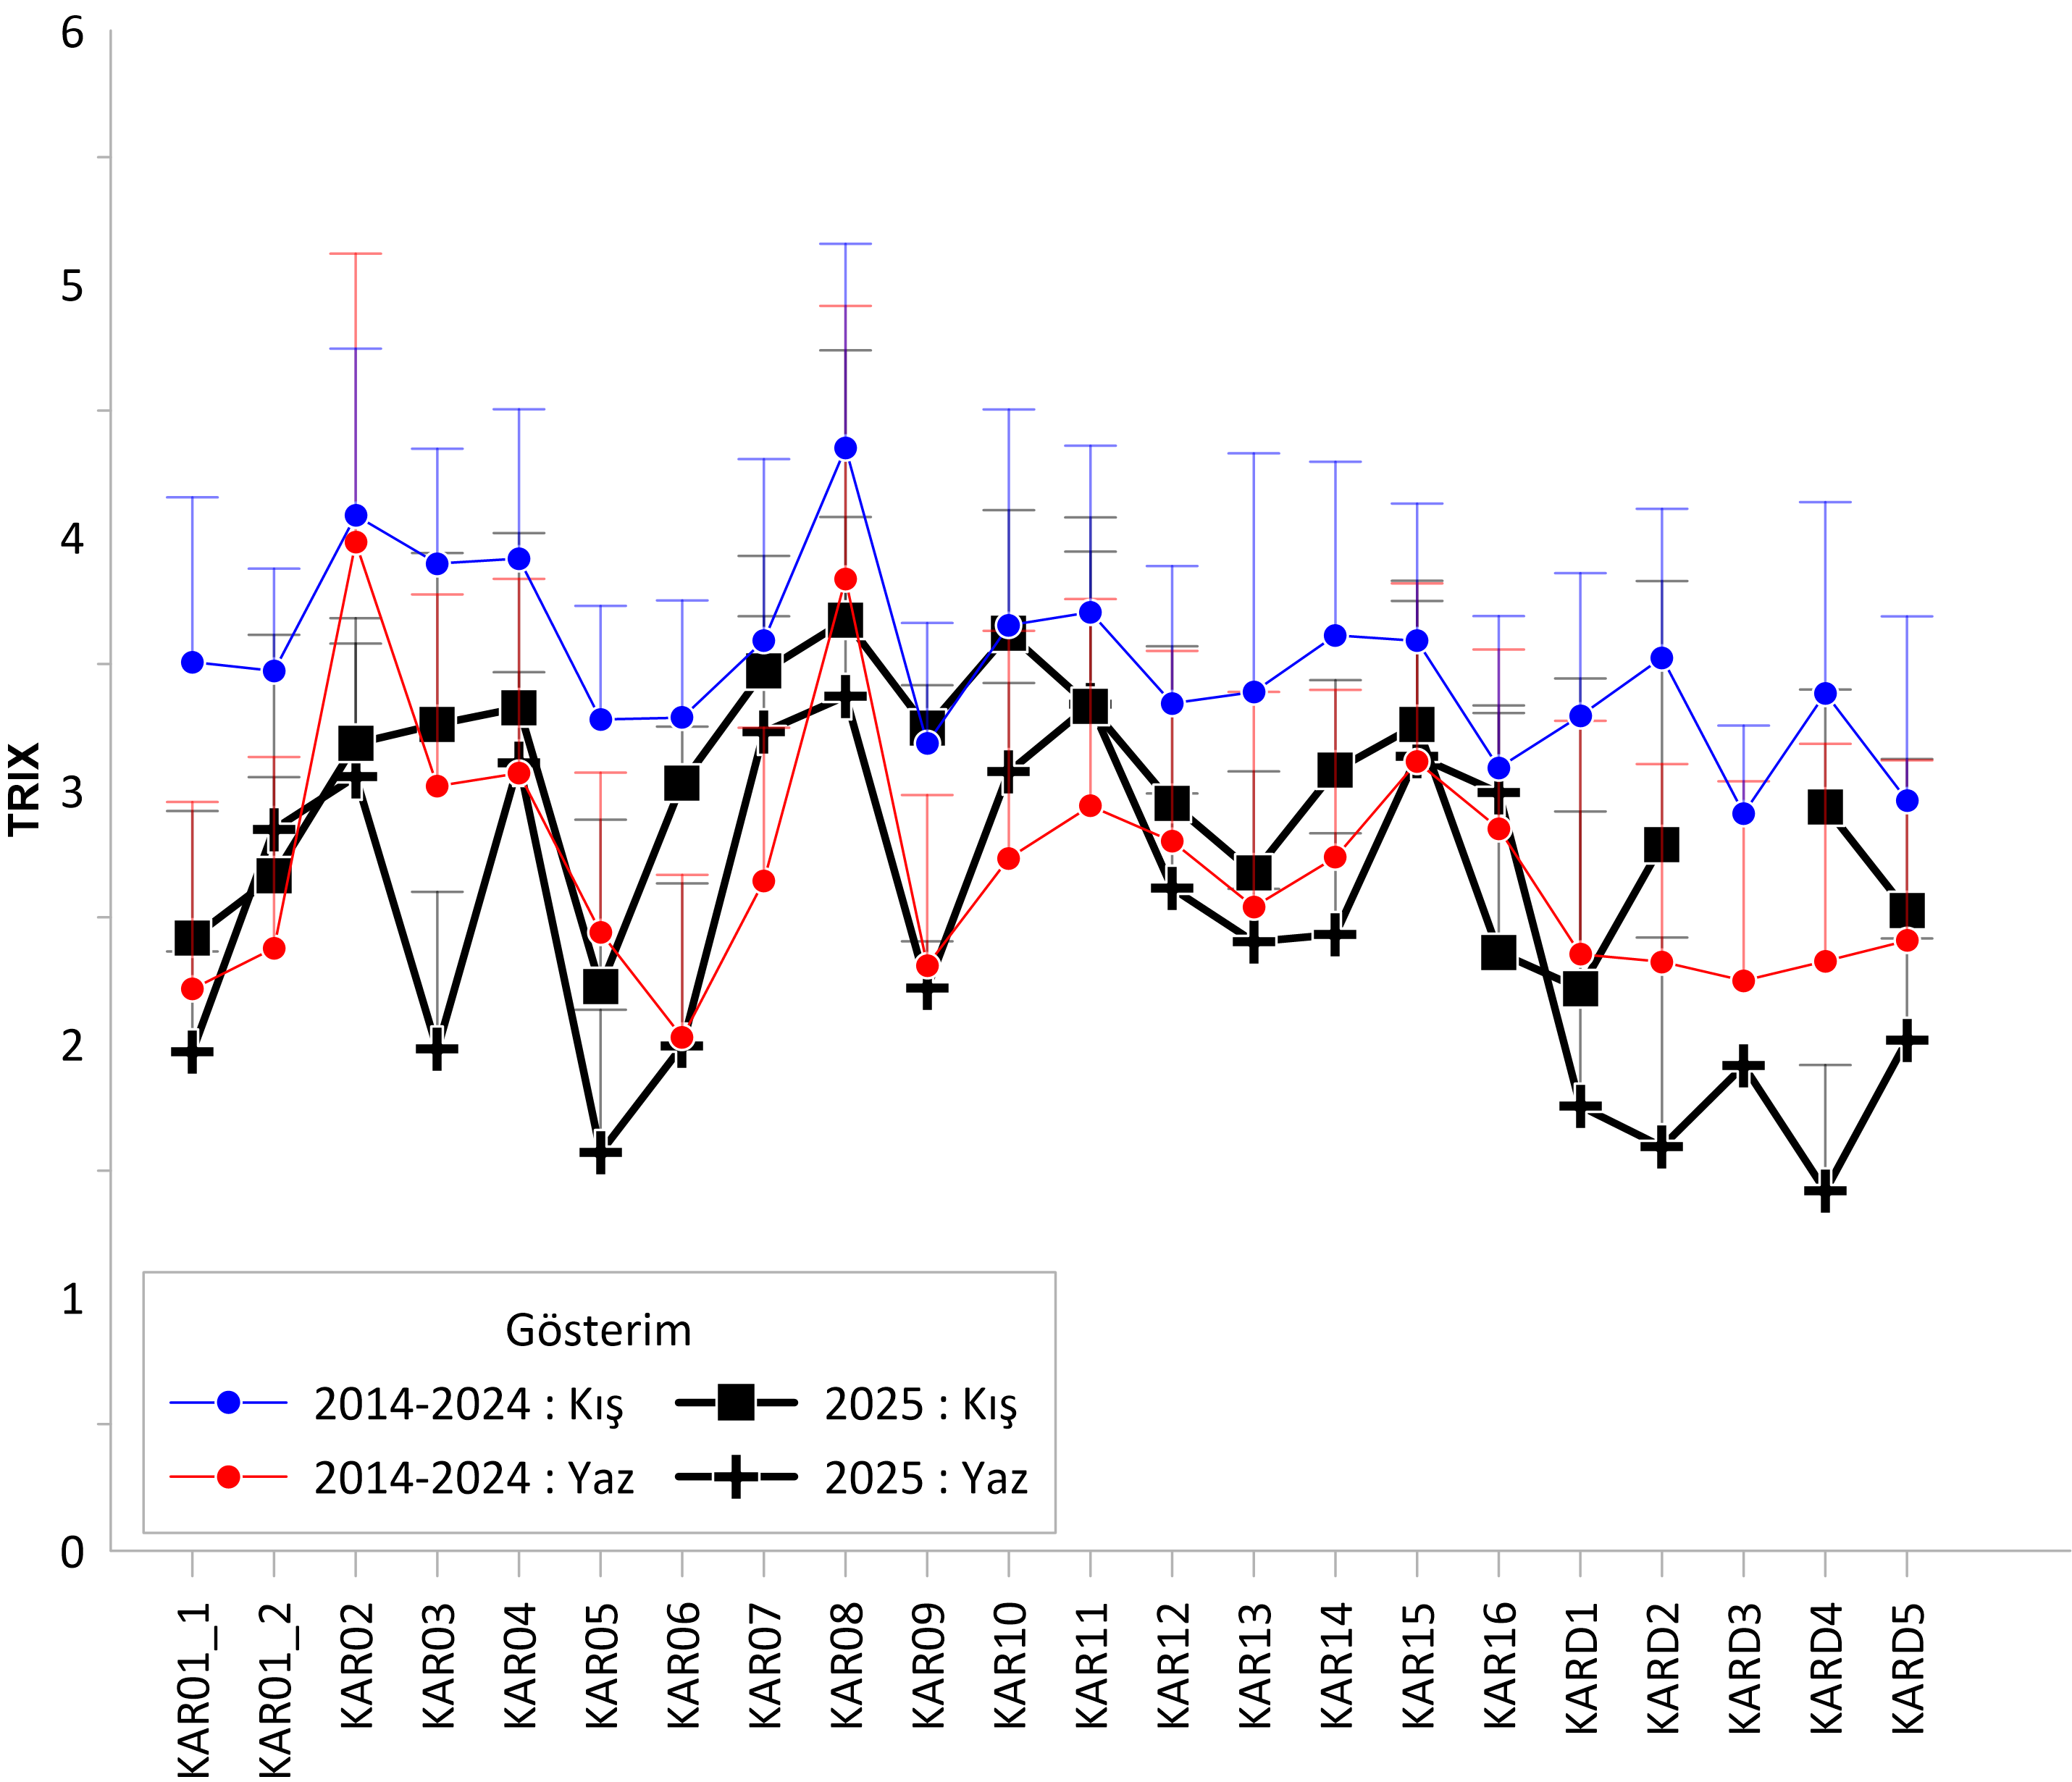 6
5
4
3
2
1
0
TRIX
Gösterim
2014-2024 : Kış
2025 : Kış
2014-2024 : Yaz
2025 : Yaz
KAR01_1
KAR01_2
KAR02
KAR03
KAR04
KAR05
KAR06
KAR07
KAR08
KAR09
KAR10
KAR11
KAR12
KAR13
KAR14
KAR15
KAR16
KARD1
KARD2
KARD3
KARD4
KARD5